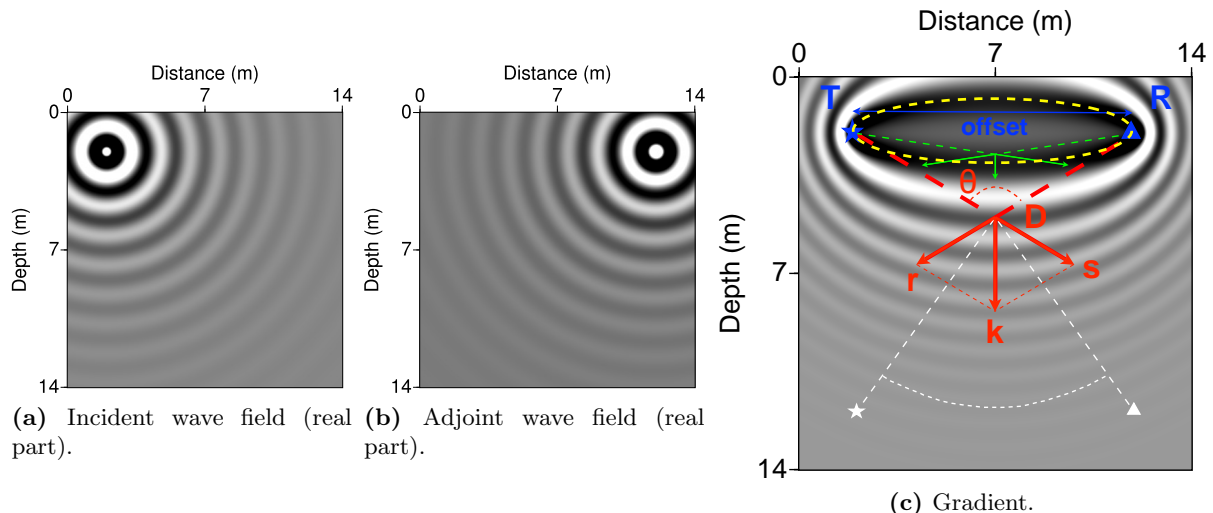 Distance (m)
0 7 14
0
7
14
Depth (m)
(a) Incident wave field (real
part).
Distance (m)
0 7 14
0
7
14
Depth (m)
(b) Adjoint wave field (real
part).
Distance (m)
0 7 14
0
7
14
Depth (m)
T R
offset
θ
D
r s
k
(c) Gradient.